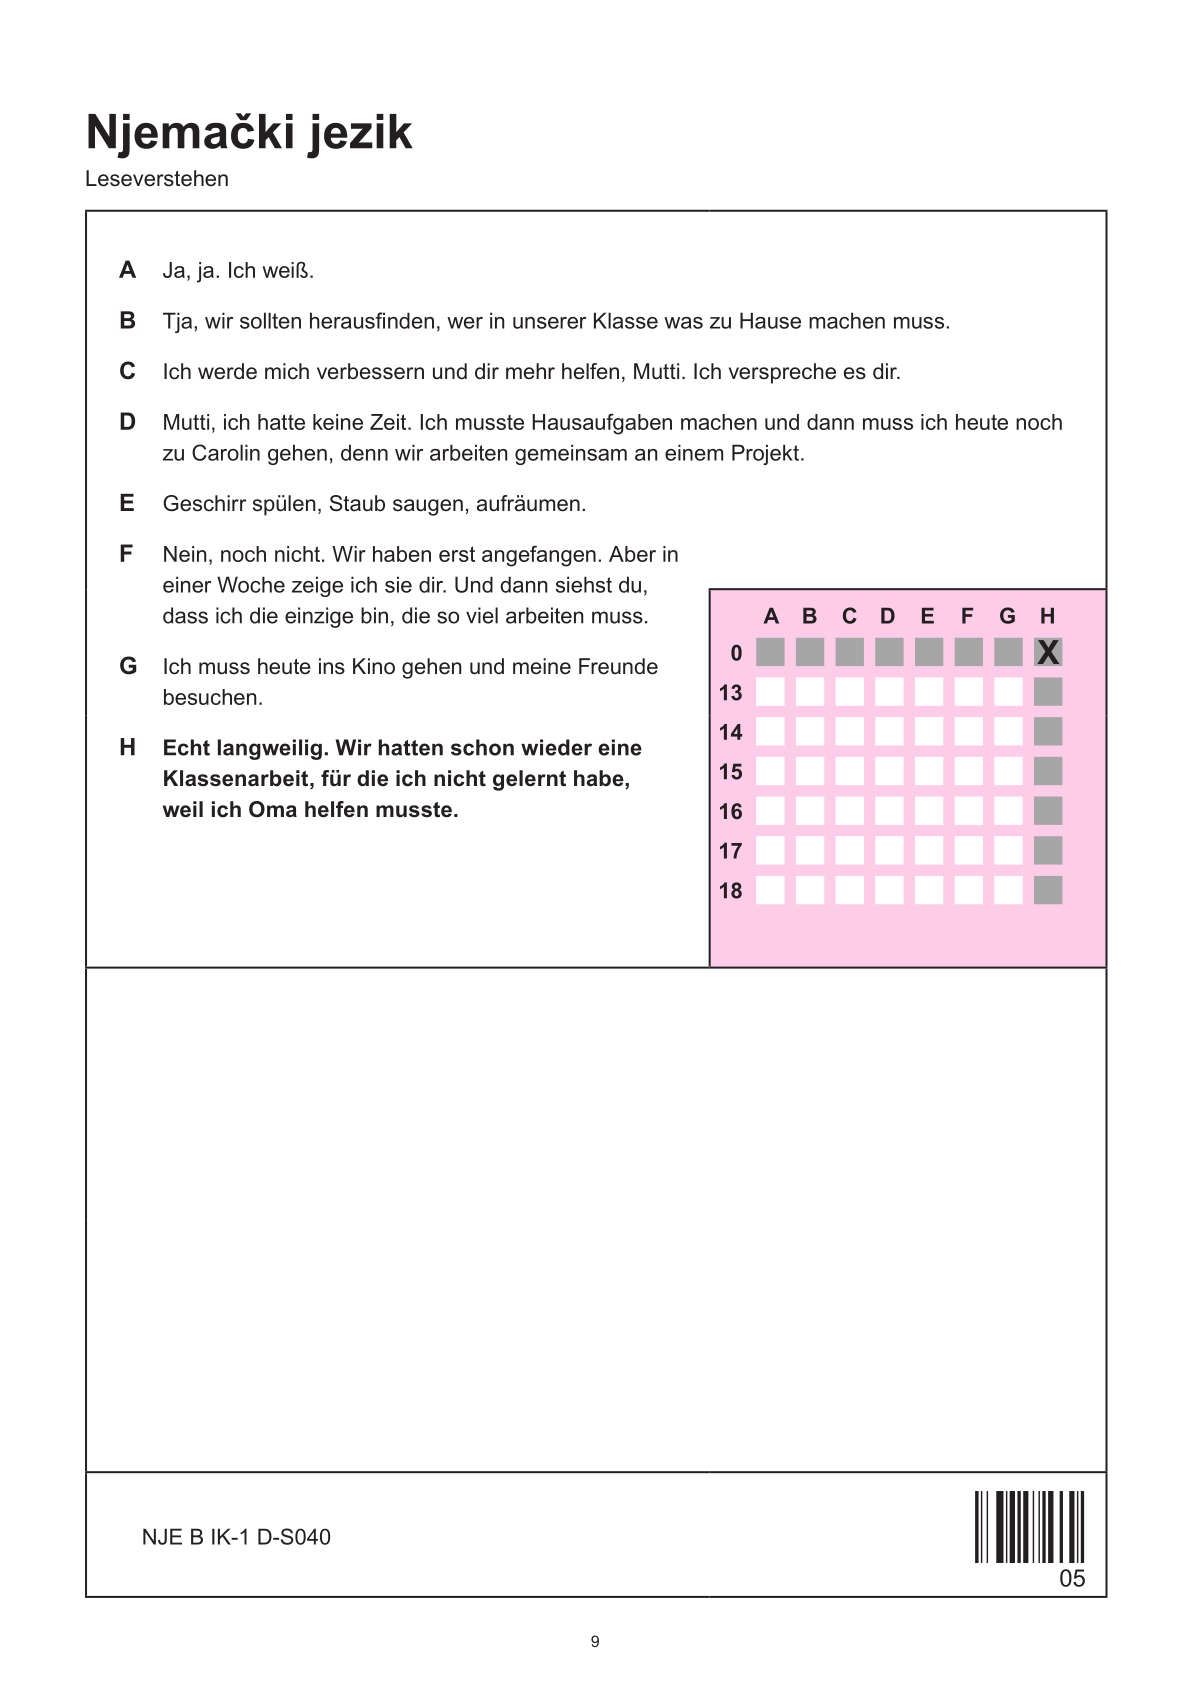 Njemački jezik
Leseverstehen
A Ja, ja. Ich weiß.
B Tja, wir sollten herausfinden, wer in unserer Klasse was zu Hause machen muss.
C Ich werde mich verbessern und dir mehr helfen, Mutti. Ich verspreche es dir.
D Mutti, ich hatte keine Zeit. Ich musste Hausaufgaben machen und dann muss ich heute noch
zu Carolin gehen, denn wir arbeiten gemeinsam an einem Projekt.
E Geschirr spülen, Staub saugen, aufräumen.
F Nein, noch nicht. Wir haben erst angefangen. Aber in
einer Woche zeige ich sie dir. Und dann siehst du,
dass ich die einzige bin, die so viel arbeiten muss.
G Ich muss heute ins Kino gehen und meine Freunde
besuchen.
H Echt langweilig. Wir hatten schon wieder eine
Klassenarbeit, für die ich nicht gelernt habe,
weil ich Oma helfen musste.
A B C D E F G H
0 X
13
14
15
16
17
18
NJE B IK-1 D-S040
05
9